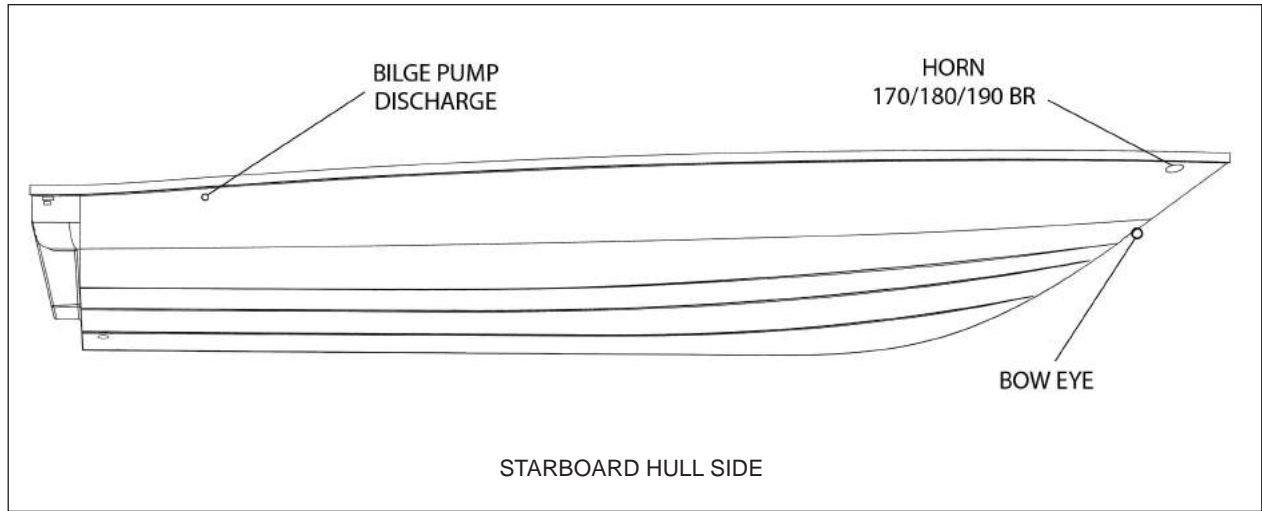 BILGE PUMP
DISCHARGE
HORN
170/180/190 BR
BOW EYE
STARBOARD HULL SIDE